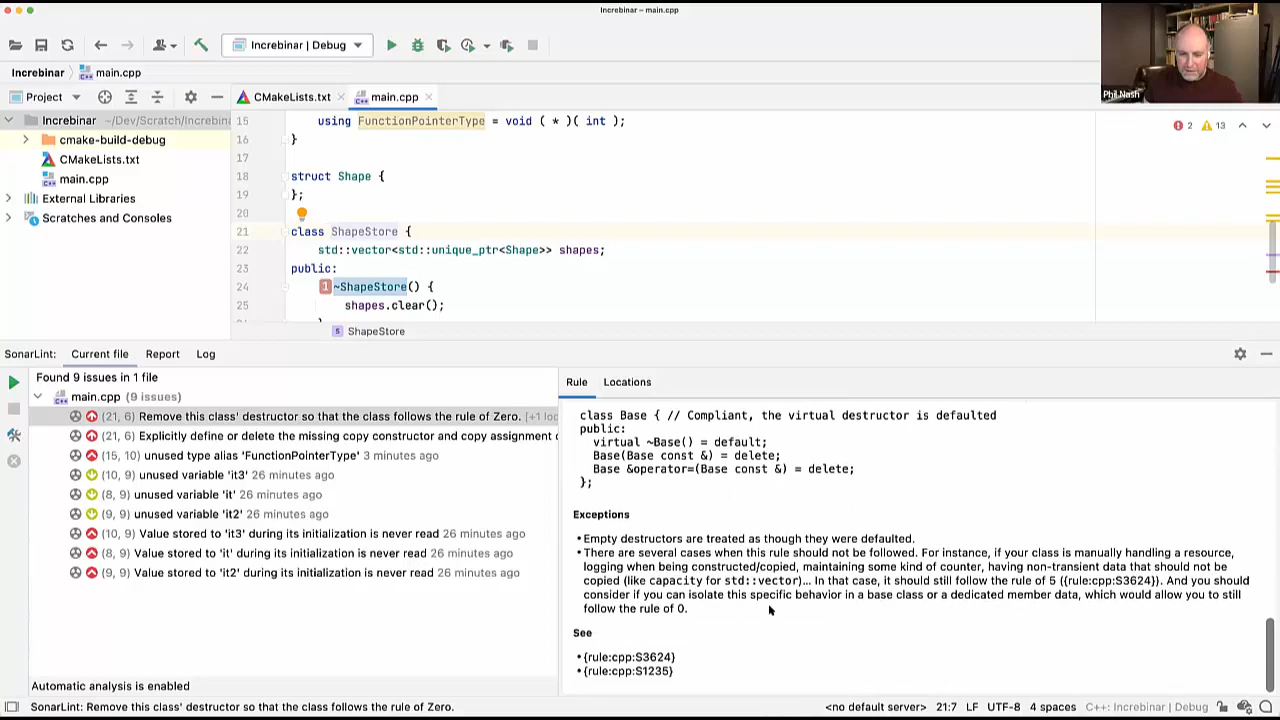 Increbinar – main.cpp
Increbinar | Debug
Increbinar main.cpp
Phil Nash
Project
CMakeLists.txt
main.cpp
Increbinar ~/Dev/Scratch/Increbina
cmake-build-debug
CMakeLists.txt
main.cpp
External Libraries
Scratches and Consoles
15 using FunctionPointerType = void ( * )( int );
16 }
17
18 struct Shape {
19 };
20
21 class ShapeStore {
22 std::vector<std::unique_ptr<Shape>> shapes;
23 public:
24 1 ~ShapeStore() {
25 shapes.clear();
2 13
S ShapeStore
SonarLint: Current file Report Log
Found 9 issues in 1 file
main.cpp (9 issues)
(21, 6) Remove this class' destructor so that the class follows the rule of Zero. [+1 loc
(21, 6) Explicitly define or delete the missing copy constructor and copy assignment o
(15, 10) unused type alias 'FunctionPointerType' 3 minutes ago
(10, 9) unused variable 'it3' 26 minutes ago
(8, 9) unused variable 'it' 26 minutes ago
(9, 9) unused variable 'it2' 26 minutes ago
(10, 9) Value stored to 'it3' during its initialization is never read 26 minutes ago
(8, 9) Value stored to 'it' during its initialization is never read 26 minutes ago
(9, 9) Value stored to 'it2' during its initialization is never read 26 minutes ago
Automatic analysis is enabled
Rule Locations
class Base { // Compliant, the virtual destructor is defaulted
public:
virtual ~Base() = default;
Base(Base const &) = delete;
Base &operator=(Base const &) = delete;
};
Exceptions
• Empty destructors are treated as though they were defaulted.
• There are several cases when this rule should not be followed. For instance, if your class is manually handling a resource,
logging when being constructed/copied, maintaining some kind of counter, having non-transient data that should not be
copied (like capacity for std::vector)... In that case, it should still follow the rule of 5 ({rule:cpp:S3624}). And you should
consider if you can isolate this specific behavior in a base class or a dedicated member data, which would allow you to still
follow the rule of 0.
See
• {rule:cpp:S3624}
• {rule:cpp:S1235}
SonarLint: Remove this class' destructor so that the class follows the rule of Zero.
<no default server> 21:7 LF UTF-8 4 spaces C++: Increbinar | Debug